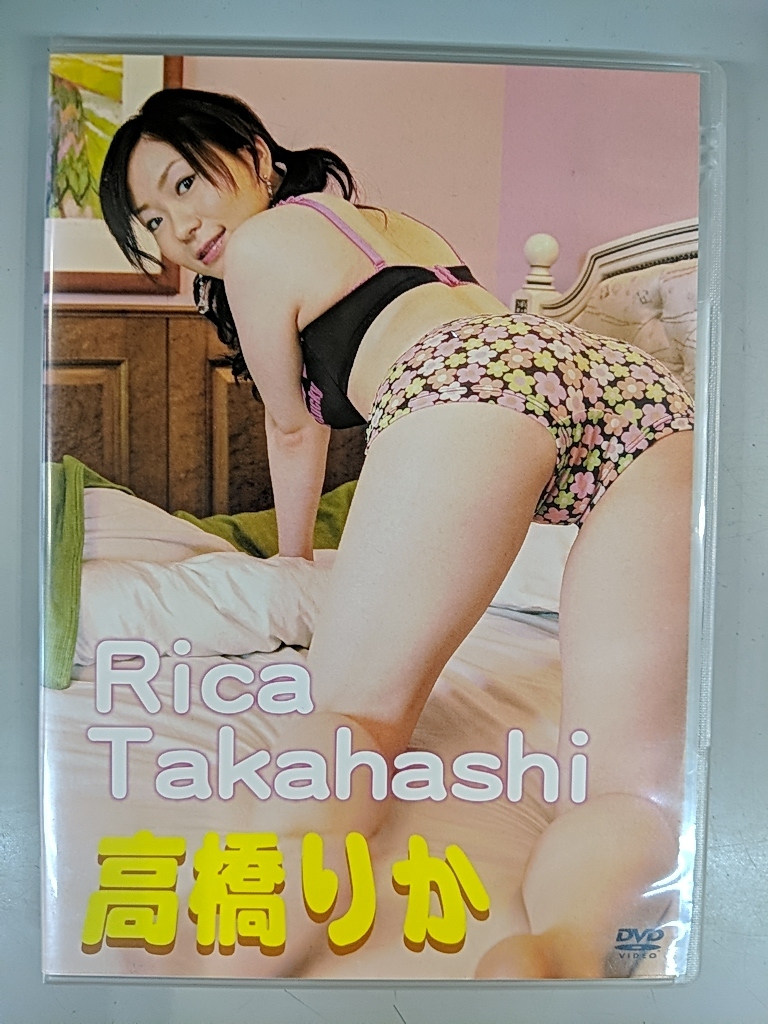 Rica
Takahashi
高橋りか
DVD
VIDEO